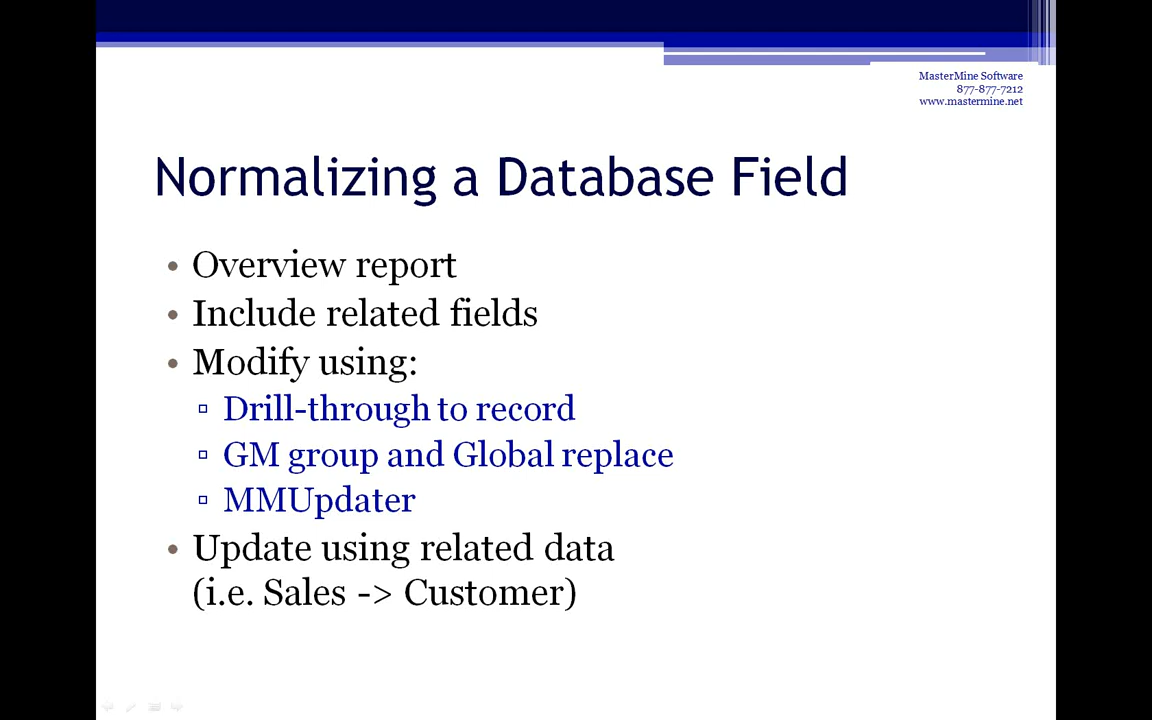 MasterMine Software
877-877-7212
www.mastermine.net
Normalizing a Database Field
• Overview report
• Include related fields
• Modify using:
▫ Drill-through to record
▫ GM group and Global replace
▫ MMUpdater
• Update using related data
(i.e. Sales -> Customer)